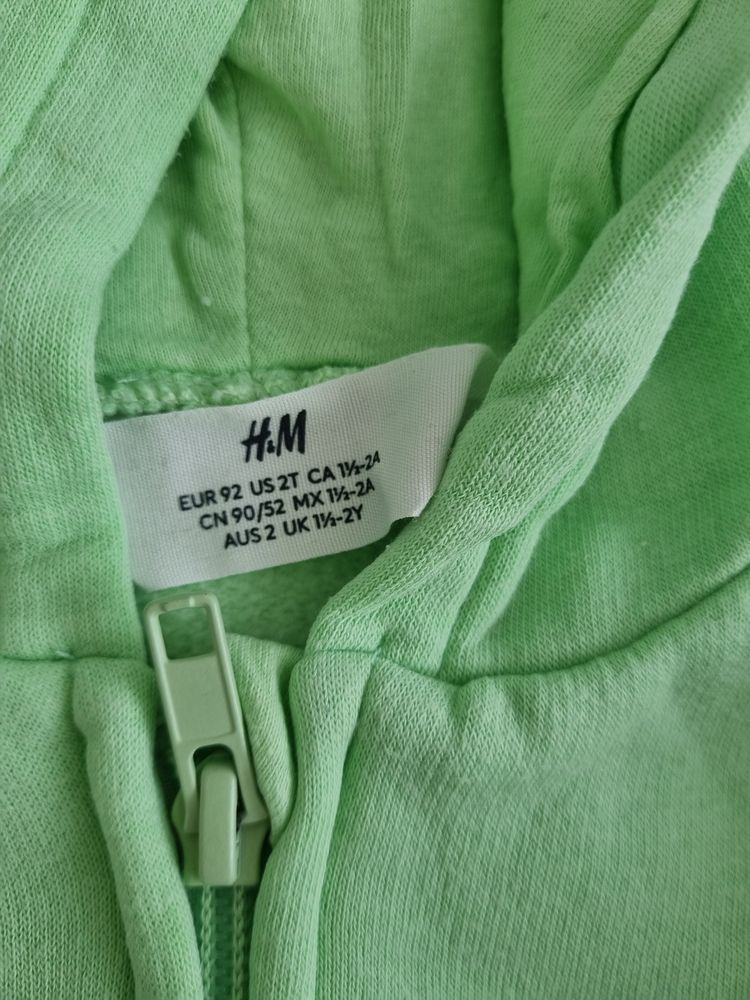 H&M
EUR 92 US 2T CA 1½-2A
CN 90/52 MX 1½-2A
AUS 2 UK 1½-2Y